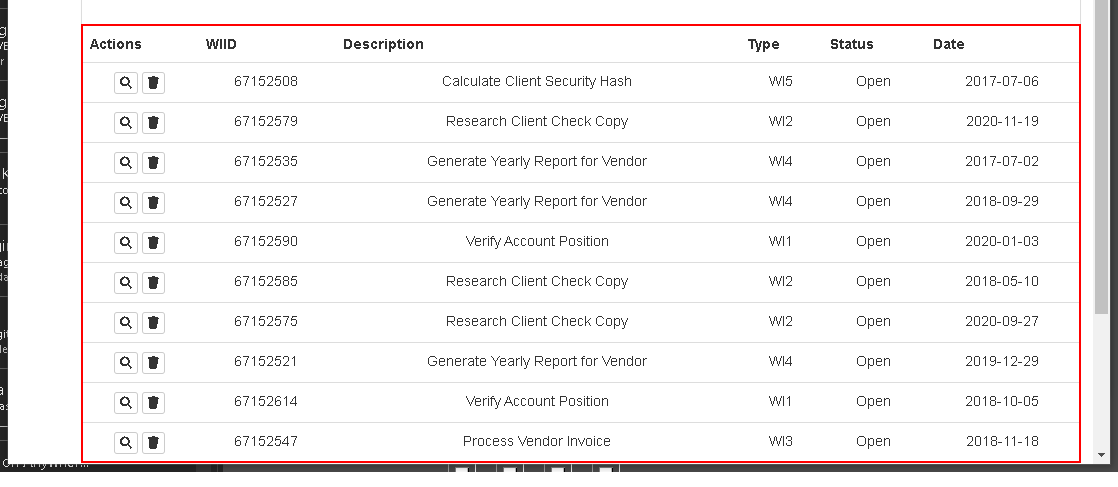 Actions WIID Description Type Status Date
67152508 Calculate Client Security Hash WI5 Open 2017-07-06
67152579 Research Client Check Copy WI2 Open 2020-11-19
67152535 Generate Yearly Report for Vendor WI4 Open 2017-07-02
67152527 Generate Yearly Report for Vendor WI4 Open 2018-09-29
67152590 Verify Account Position WI1 Open 2020-01-03
67152585 Research Client Check Copy WI2 Open 2018-05-10
67152575 Research Client Check Copy WI2 Open 2020-09-27
67152521 Generate Yearly Report for Vendor WI4 Open 2019-12-29
67152614 Verify Account Position WI1 Open 2018-10-05
67152547 Process Vendor Invoice WI3 Open 2018-11-18